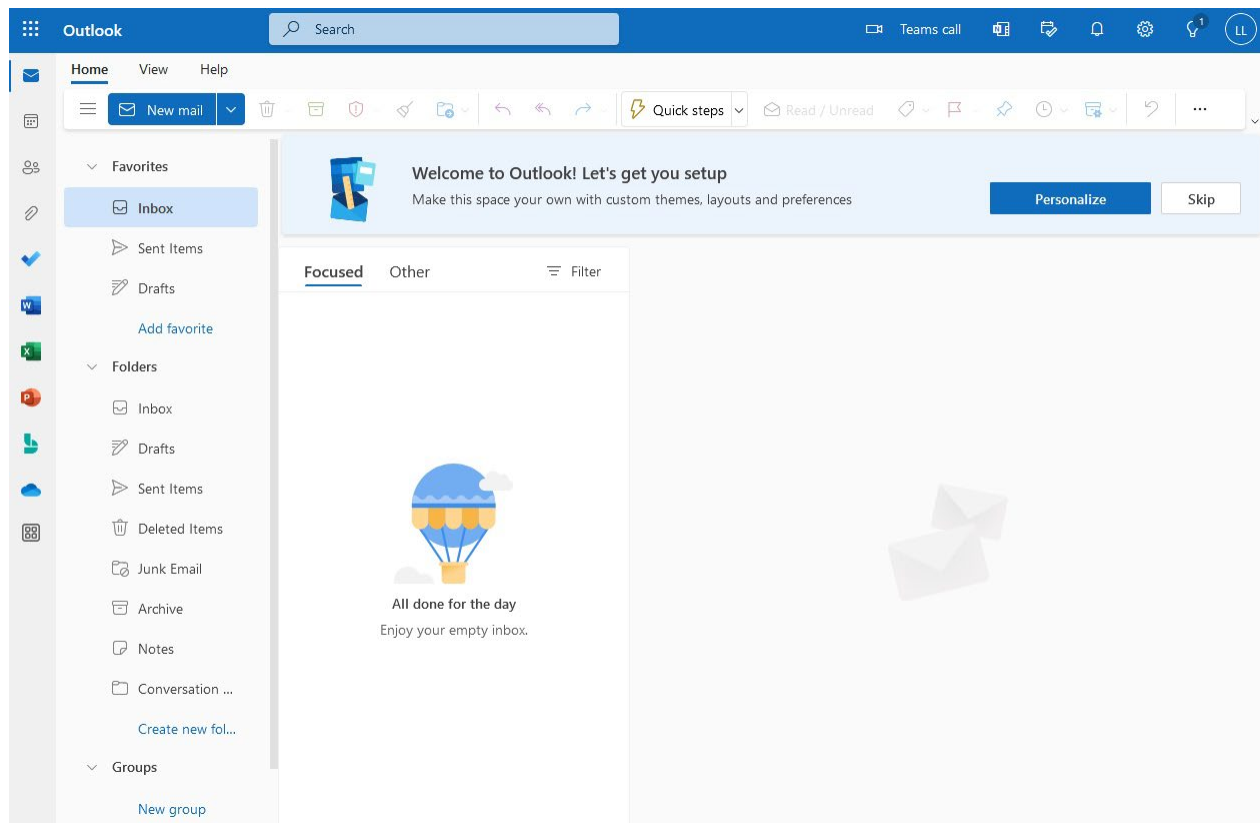 Outlook
Search
Teams call
1
LL
Home View Help
New mail
Quick steps
Read / Unread
Favorites
Inbox
Sent Items
Drafts
Add favorite
Folders
Inbox
Drafts
Sent Items
Deleted Items
Junk Email
Archive
Notes
Conversation ...
Create new fol...
Groups
New group
Welcome to Outlook! Let's get you setup
Make this space your own with custom themes, layouts and preferences
Personalize
Skip
Focused Other Filter
All done for the day
Enjoy your empty inbox.